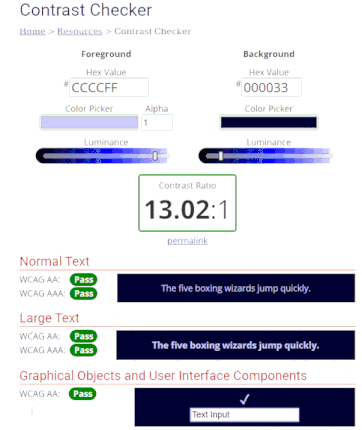 Contrast Checker
Home > Resources > Contrast Checker
Foreground
Hex Value
# CCCCFF
Color Picker Alpha
1
Luminance
Background
Hex Value
# 000033
Color Picker
Luminance
Contrast Ratio
13.02:1
permalink
Normal Text
WCAG AA: Pass
WCAG AAA: Pass
The five boxing wizards jump quickly.
Large Text
WCAG AA: Pass
WCAG AAA: Pass
The five boxing wizards jump quickly.
Graphical Objects and User Interface Components
WCAG AA: Pass
Text Input